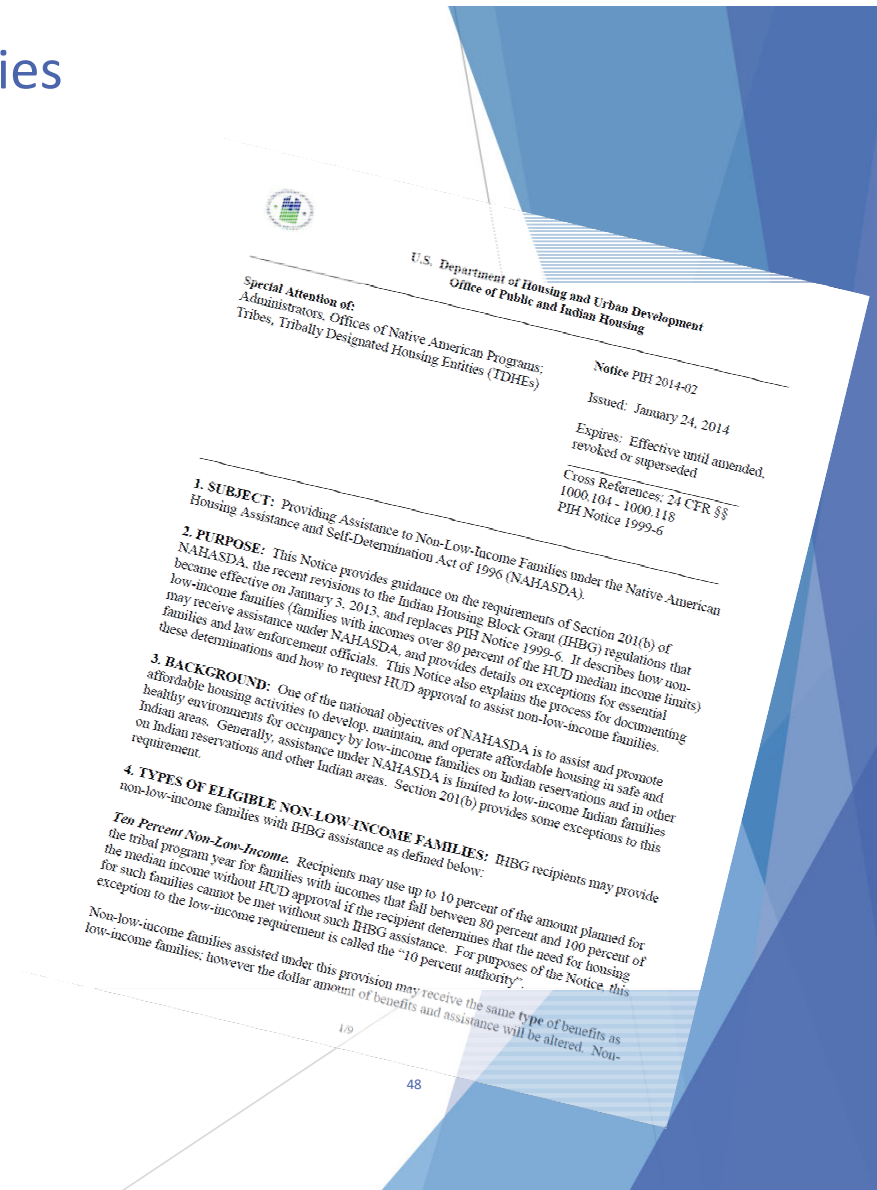 ies
U.S. Department of Housing and Urban Development
Office of Public and Indian Housing
Special Attention of:
Administrators, Offices of Native American Programs;
Tribes, Tribally Designated Housing Entities (TDHEs)
Notice PIH 2014-02
Issued: January 24, 2014
Expires: Effective until amended,
revoked or superseded
Cross References: 24 CFR §§
1000.104 - 1000.118
PIH Notice 1999-6
1. SUBJECT: Providing Assistance to Non-Low-Income Families under the Native American
Housing Assistance and Self-Determination Act of 1996 (NAHASDA).
2. PURPOSE: This Notice provides guidance on the requirements of Section 201(b) of
NAHASDA, the recent revisions to the Indian Housing Block Grant (IHBG) regulations that
became effective on January 3, 2013, and replaces PIH Notice 1999-6. It describes how non-
low-income families (families with incomes over 80 percent of the HUD median income limits)
may receive assistance under NAHASDA, and provides details on exceptions for essential
families and law enforcement officials. This Notice also explains the process for documenting
these determinations and how to request HUD approval to assist non-low-income families.
3. BACKGROUND: One of the national objectives of NAHASDA is to assist and promote
affordable housing activities to develop, maintain, and operate affordable housing in safe and
healthy environments for occupancy by low-income families on Indian reservations and in other
Indian areas. Generally, assistance under NAHASDA is limited to low-income Indian families
on Indian reservations and other Indian areas. Section 201(b) provides some exceptions to this
requirement.
4. TYPES OF ELIGIBLE NON-LOW-INCOME FAMILIES: IHBG recipients may provide
non-low-income families with IHBG assistance as defined below:
Ten Percent Non-Low-Income. Recipients may use up to 10 percent of the amount planned for
the tribal program year for families with incomes that fall between 80 percent and 100 percent of
the median income without HUD approval if the recipient determines that the need for housing
for such families cannot be met without such IHBG assistance. For purposes of the Notice, this
exception to the low-income requirement is called the “10 percent authority”.
Non-low-income families assisted under this provision may receive the same type of benefits as
low-income families; however the dollar amount of benefits and assistance will be altered. Non-
1/9
48